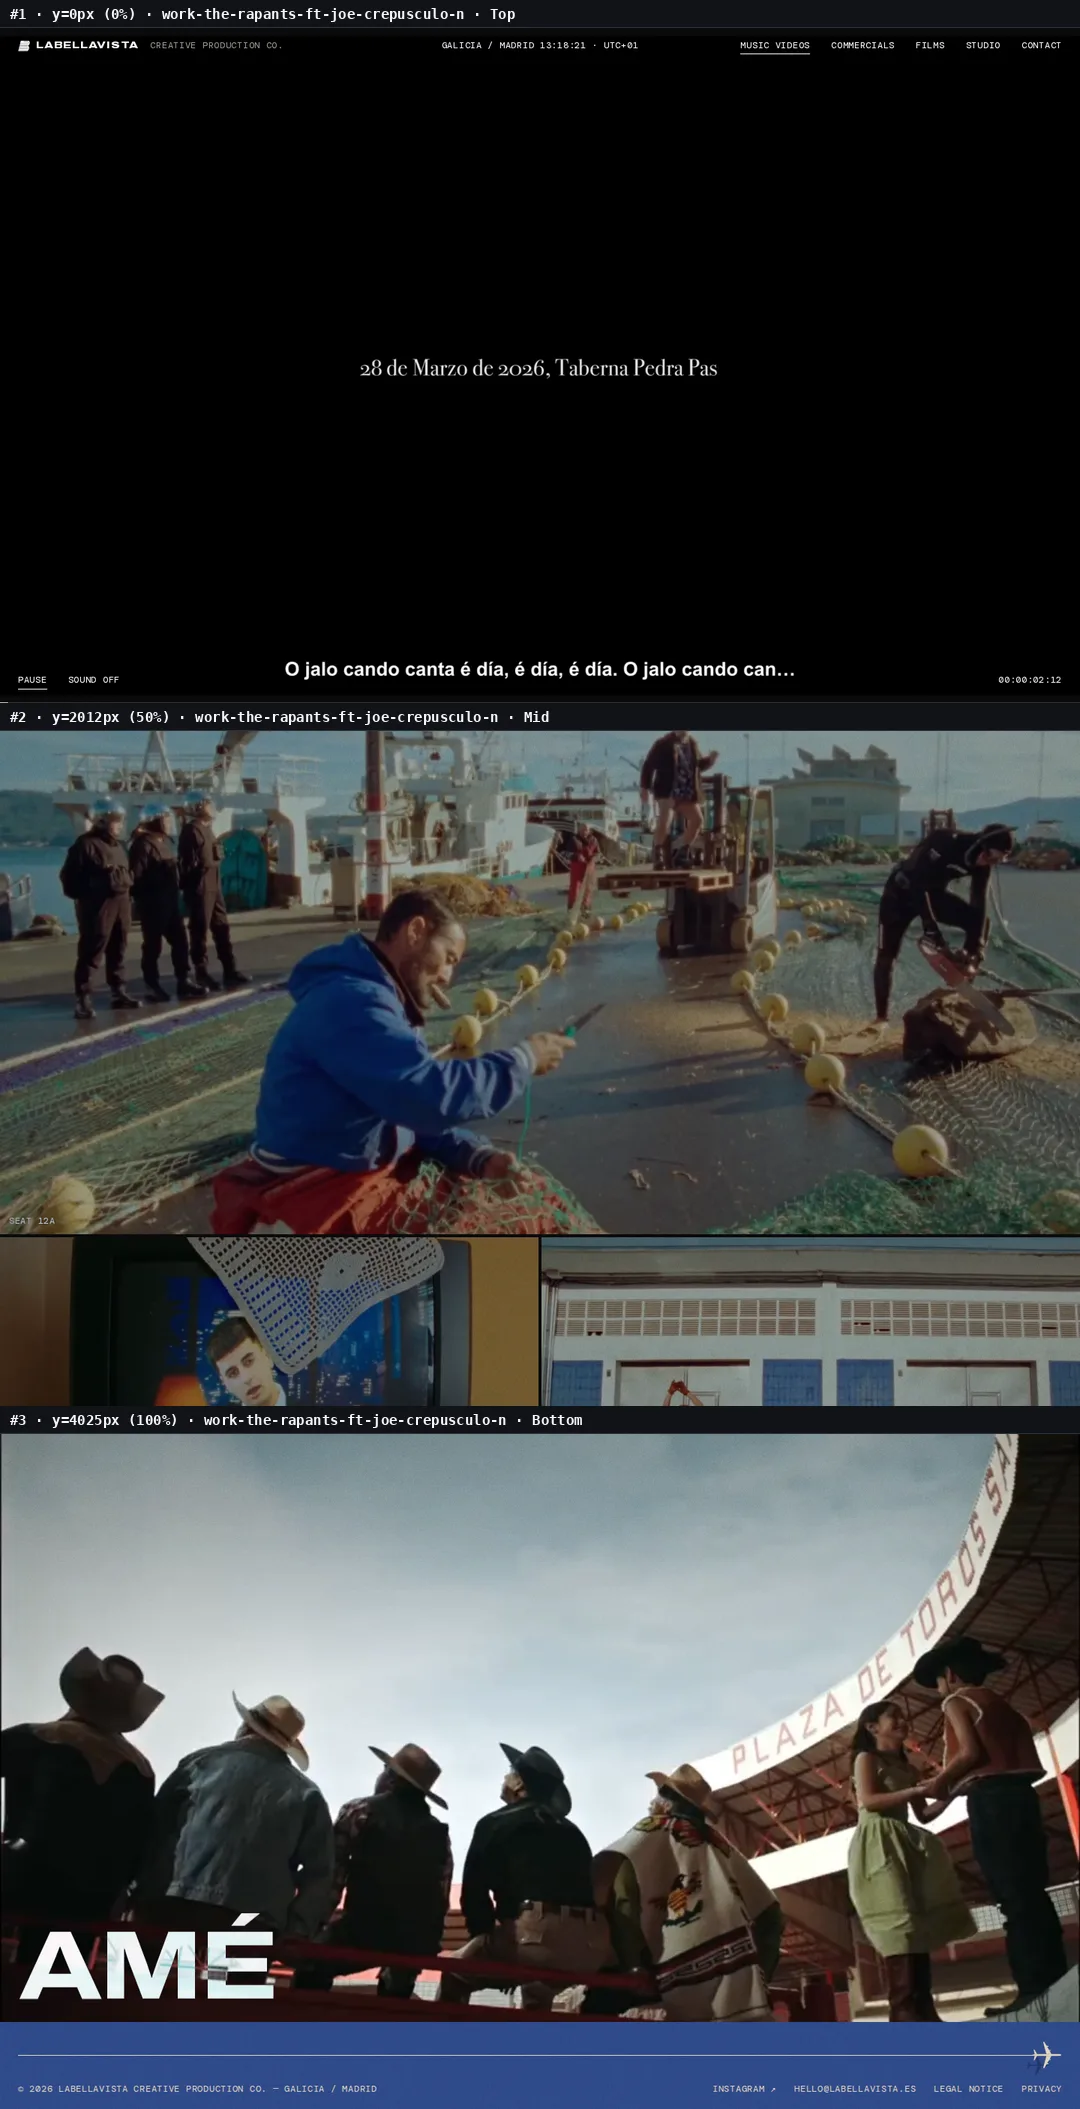 #1 · y=0px (0%) · work-the-rapants-ft-joe-crepusculo-n · Top
LABELLAVISTA CREATIVE PRODUCTION CO. GALICIA / MADRID 13:18:21 · UTC+01 MUSIC VIDEOS COMMERCIALS FILMS STUDIO CONTACT
28 de Marzo de 2026, Taberna Pedra Pas
O jalo cando canta é día, é día, é día. O jalo cando can...
PAUSE SOUND OFF 00:00:02:12
#2 · y=2012px (50%) · work-the-rapants-ft-joe-crepusculo-n · Mid
SEAT 12A
#3 · y=4025px (100%) · work-the-rapants-ft-joe-crepusculo-n · Bottom
PLAZA DE TOROS SA
AMÉ
© 2026 LABELLAVISTA CREATIVE PRODUCTION CO. — GALICIA / MADRID INSTAGRAM ↗ HELLO@LABELLAVISTA.ES LEGAL NOTICE PRIVACY